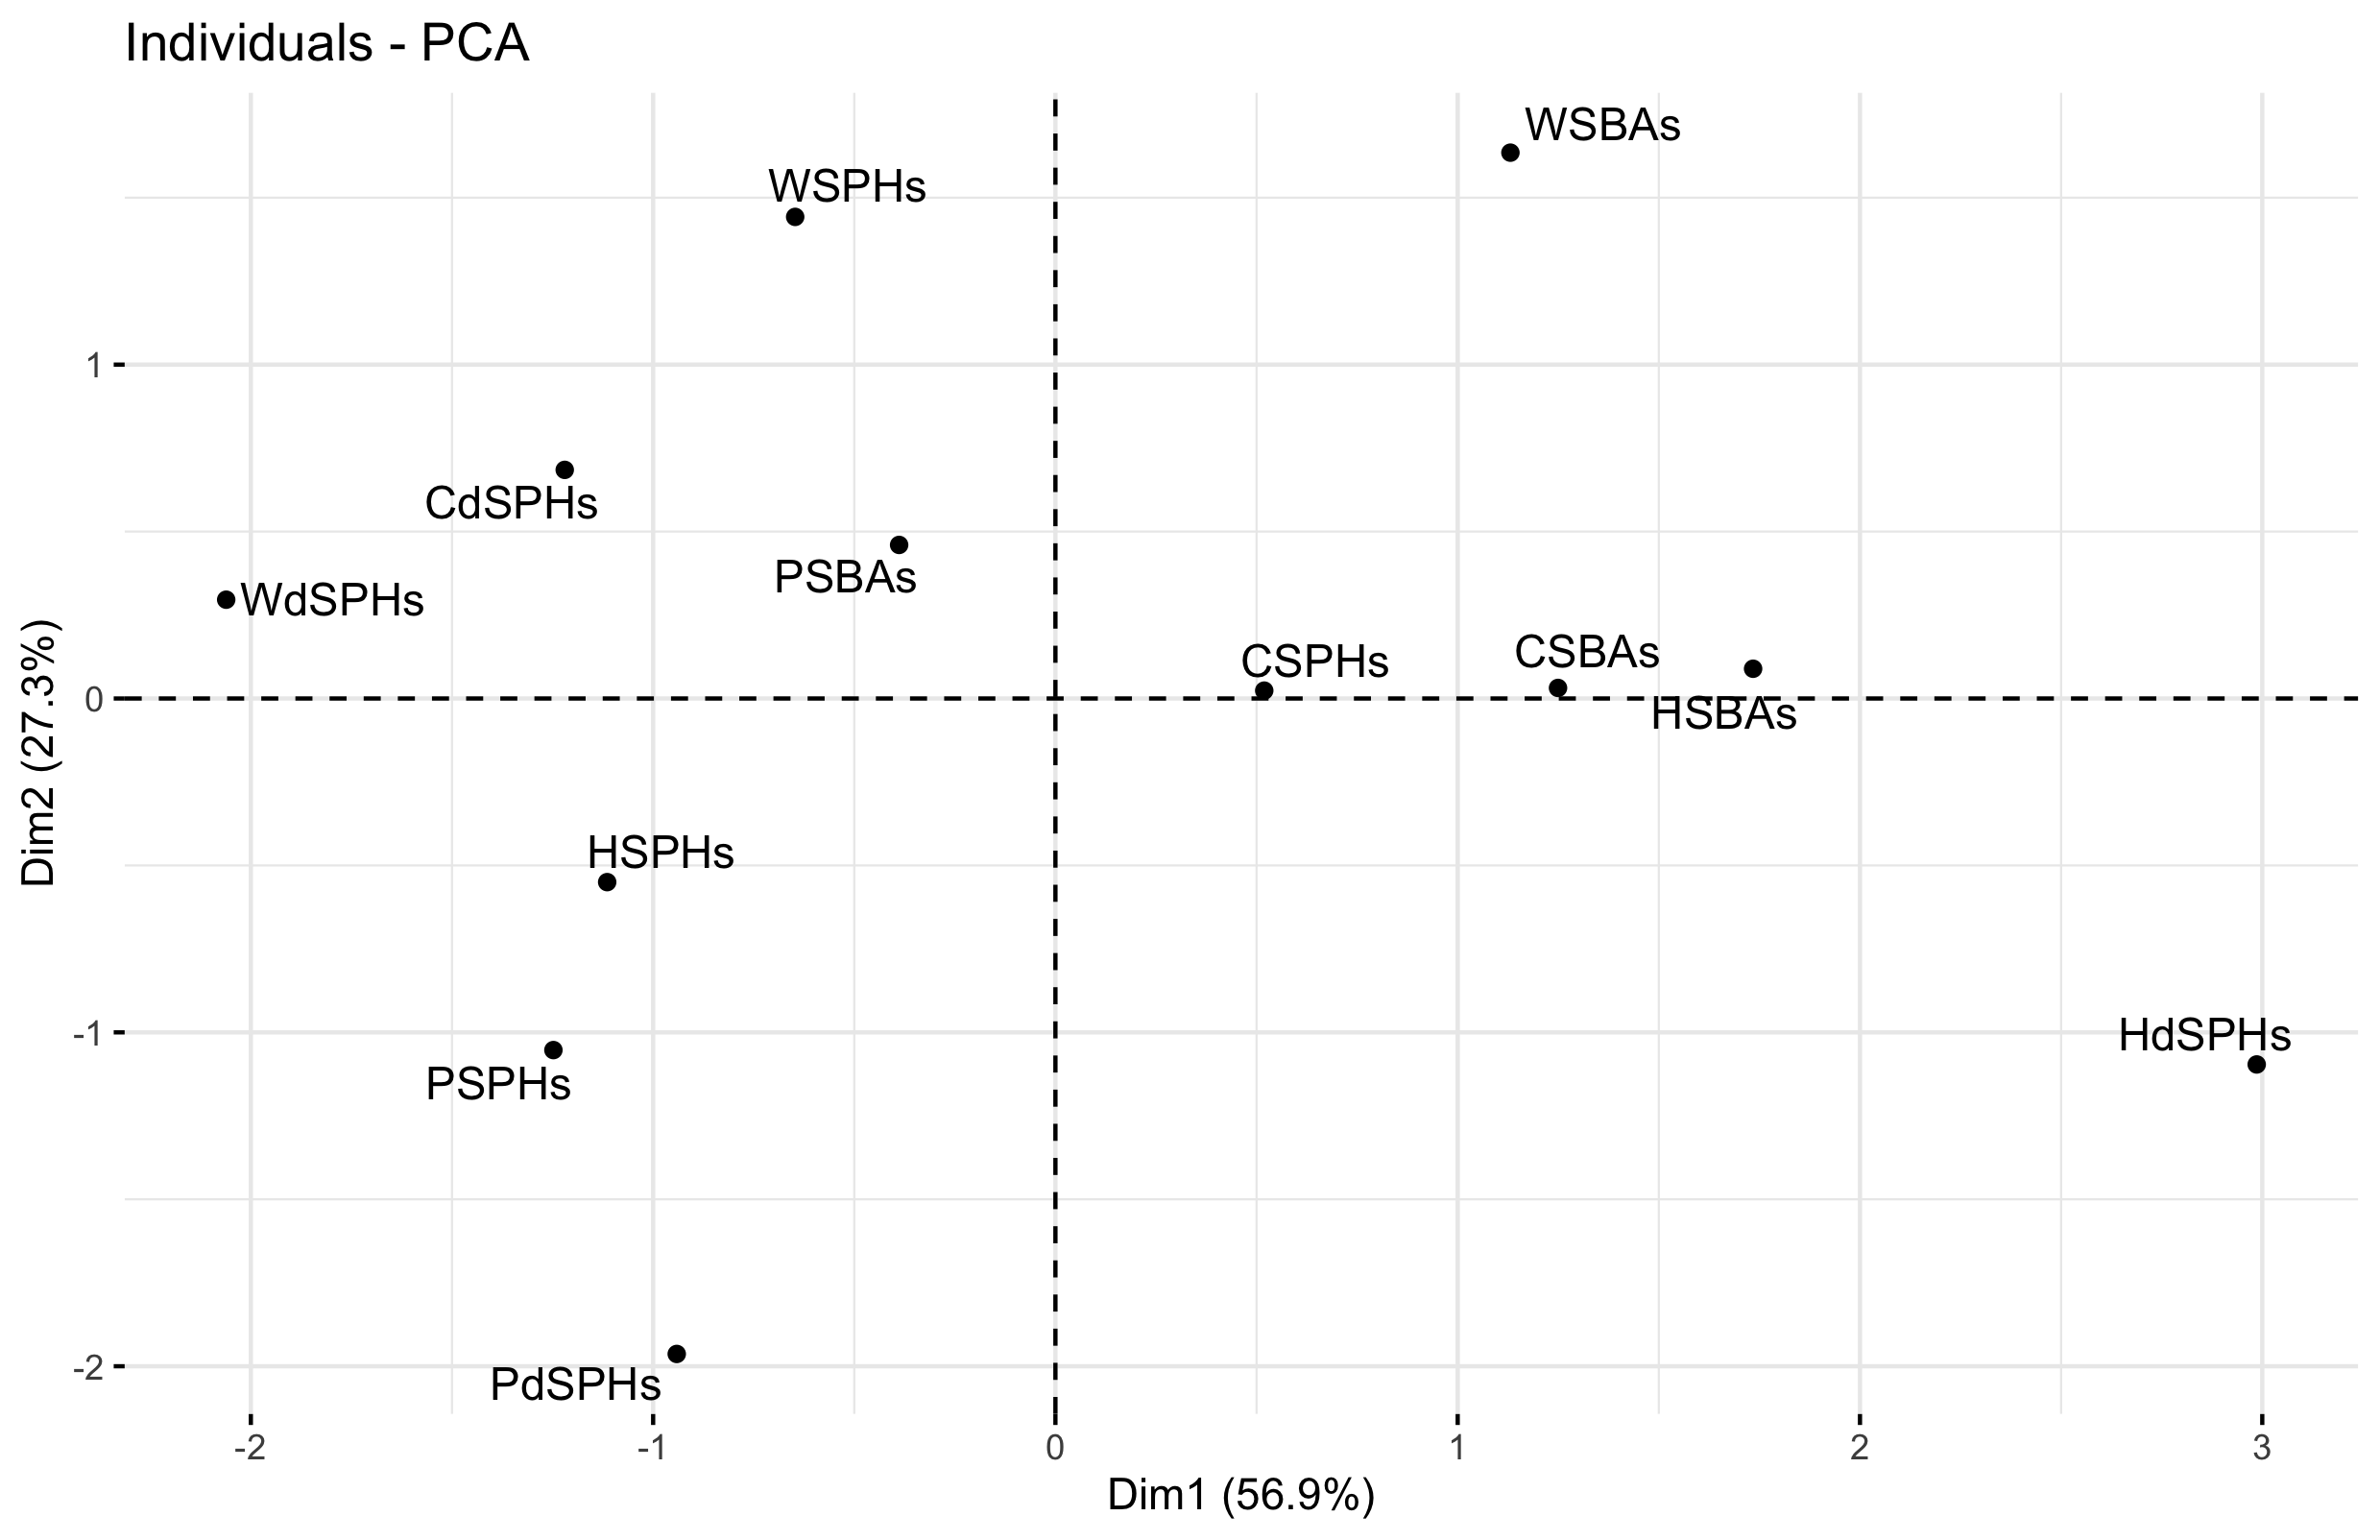 Individuals - PCA
WSBAs
WSPHs
CdSPHs
PSBAs
WdSPHs
CSPHs
CSBAs
HSBAs
HSPHs
HdSPHs
PSPHs
PdSPHs
1
0
-1
-2
Dim2 (27.3%)
-2 -1 0 1 2 3
Dim1 (56.9%)